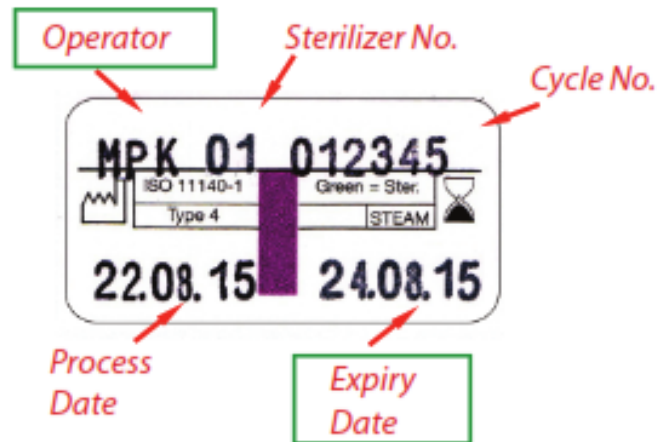 Operator
Sterilizer No.
Cycle No.
MPK 01 012345
ISO 11140-1
Green = Ster.
Type 4
STEAM
22.08.15
24.08.15
Process
Date
Expiry
Date